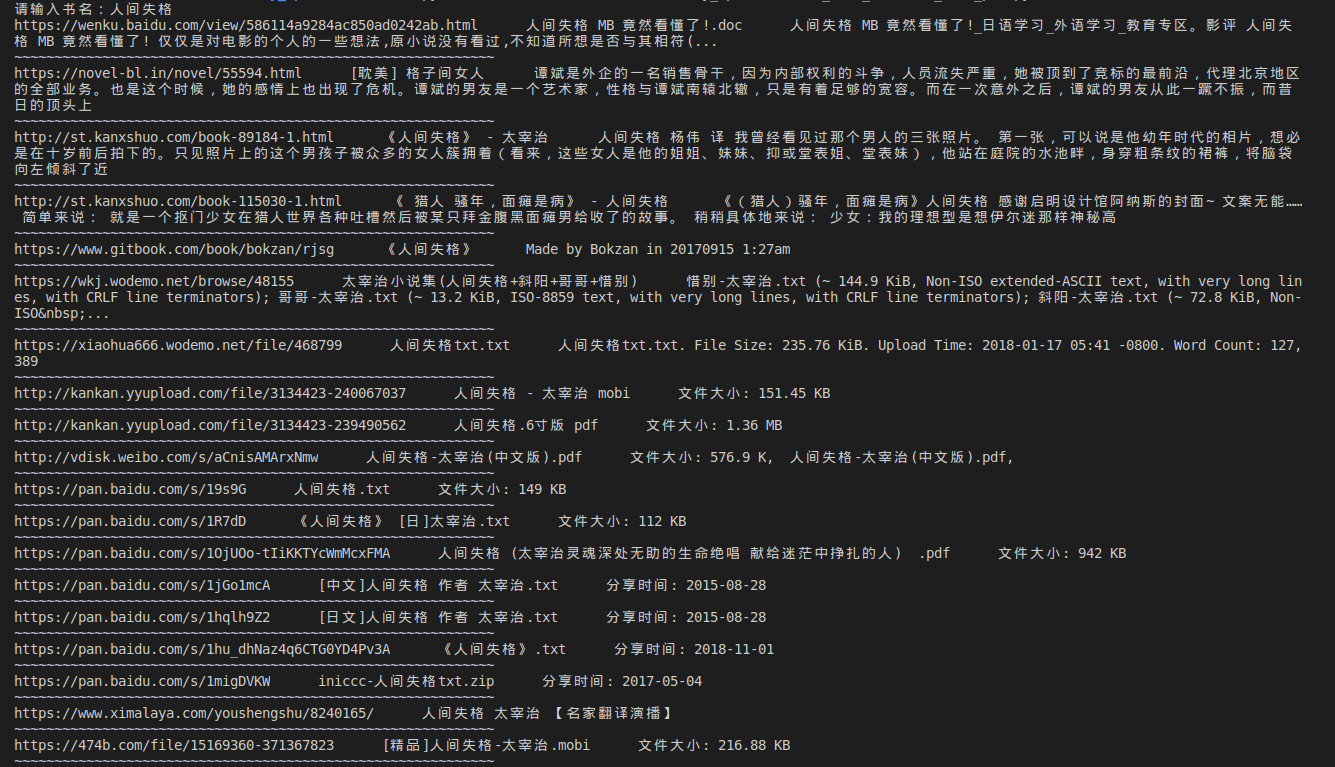 请输入书名：人间失格
https://wenku.baidu.com/view/586114a9284ac850ad0242ab.html 人间失格 MB 竟然看懂了!.doc 人间失格 MB 竟然看懂了!_日语学习_外语学习_教育专区。影评 人间失
格 MB 竟然看懂了! 仅仅是对电影的个人的一些想法,原小说没有看过,不知道所想是否与其相符(...
~~~~~~~~~~~~~~~~~~~~~~~~~~~~~~~~~~~~~~~~~~~~~~~~~~~~~~~~~~~~
https://novel-bl.in/novel/55594.html [耽美] 格子间女人 谭斌是外企的一名销售骨干，因为内部权利的斗争，人员流失严重，她被顶到了竞标的最前沿，代理北京地区
的全部业务。也是这个时候，她的感情上也出现了危机。谭斌的男友是一个艺术家，性格与谭斌南辕北辙，只是有着足够的宽容。而在一次意外之后，谭斌的男友从此一蹶不振，而昔
日的顶头上
~~~~~~~~~~~~~~~~~~~~~~~~~~~~~~~~~~~~~~~~~~~~~~~~~~~~~~~~~~~~
http://st.kanxshuo.com/book-89184-1.html 《人间失格》 - 太宰治 人间失格 杨伟 译 我曾经看见过那个男人的三张照片。 第一张，可以说是他幼年时代的相片，想必
是在十岁前后拍下的。只见照片上的这个男孩子被众多的女人簇拥着（看来，这些女人是他的姐姐、妹妹、抑或堂表姐、堂表妹），他站在庭院的水池畔，身穿粗条纹的裙裤，将脑袋
向左倾斜了近
~~~~~~~~~~~~~~~~~~~~~~~~~~~~~~~~~~~~~~~~~~~~~~~~~~~~~~~~~~~~
http://st.kanxshuo.com/book-115030-1.html 《 猎人 骚年，面瘫是病》 - 人间失格 《（猎人）骚年，面瘫是病》人间失格 感谢启明设计馆阿纳斯的封面~ 文案无能……
简单来说： 就是一个抠门少女在猎人世界各种吐槽然后被某只拜金腹黑面瘫男给收了的故事。 稍稍具体地来说： 少女：我的理想型是想伊尔迷那样神秘高
~~~~~~~~~~~~~~~~~~~~~~~~~~~~~~~~~~~~~~~~~~~~~~~~~~~~~~~~~~~~
https://www.gitbook.com/book/bokzan/rjsg 《人间失格》 Made by Bokzan in 20170915 1:27am
~~~~~~~~~~~~~~~~~~~~~~~~~~~~~~~~~~~~~~~~~~~~~~~~~~~~~~~~~~~~
https://wkj.wodemo.net/browse/48155 太宰治小说集(人间失格+斜阳+哥哥+惜别) 惜别-太宰治.txt (~ 144.9 KiB, Non-ISO extended-ASCII text, with very long lin
es, with CRLF line terminators); 哥哥-太宰治.txt (~ 13.2 KiB, ISO-8859 text, with very long lines, with CRLF line terminators); 斜阳-太宰治.txt (~ 72.8 KiB, Non-
ISO&nbsp;...
~~~~~~~~~~~~~~~~~~~~~~~~~~~~~~~~~~~~~~~~~~~~~~~~~~~~~~~~~~~~
https://xiaohua666.wodemo.net/file/468799 人间失格txt.txt 人间失格txt.txt. File Size: 235.76 KiB. Upload Time: 2018-01-17 05:41 -0800. Word Count: 127,
389
~~~~~~~~~~~~~~~~~~~~~~~~~~~~~~~~~~~~~~~~~~~~~~~~~~~~~~~~~~~~
http://kankan.yyupload.com/file/3134423-240067037 人间失格 - 太宰治 mobi 文件大小: 151.45 KB
~~~~~~~~~~~~~~~~~~~~~~~~~~~~~~~~~~~~~~~~~~~~~~~~~~~~~~~~~~~~
http://kankan.yyupload.com/file/3134423-239490562 人间失格.6寸版 pdf 文件大小: 1.36 MB
~~~~~~~~~~~~~~~~~~~~~~~~~~~~~~~~~~~~~~~~~~~~~~~~~~~~~~~~~~~~
http://vdisk.weibo.com/s/aCnisAMArxNmw 人间失格-太宰治(中文版).pdf 文件大小: 576.9 K, 人间失格-太宰治(中文版).pdf,
~~~~~~~~~~~~~~~~~~~~~~~~~~~~~~~~~~~~~~~~~~~~~~~~~~~~~~~~~~~~
https://pan.baidu.com/s/19s9G 人间失格.txt 文件大小: 149 KB
~~~~~~~~~~~~~~~~~~~~~~~~~~~~~~~~~~~~~~~~~~~~~~~~~~~~~~~~~~~~
https://pan.baidu.com/s/1R7dD 《人间失格》 [日]太宰治.txt 文件大小: 112 KB
~~~~~~~~~~~~~~~~~~~~~~~~~~~~~~~~~~~~~~~~~~~~~~~~~~~~~~~~~~~~
https://pan.baidu.com/s/1OjUOo-tIiKKTYcWmMcxFMA 人间失格 (太宰治灵魂深处无助的生命绝唱 献给迷茫中挣扎的人) .pdf 文件大小: 942 KB
~~~~~~~~~~~~~~~~~~~~~~~~~~~~~~~~~~~~~~~~~~~~~~~~~~~~~~~~~~~~
https://pan.baidu.com/s/1jGo1mcA [中文]人间失格 作者 太宰治.txt 分享时间: 2015-08-28
~~~~~~~~~~~~~~~~~~~~~~~~~~~~~~~~~~~~~~~~~~~~~~~~~~~~~~~~~~~~
https://pan.baidu.com/s/1hqlh9Z2 [日文]人间失格 作者 太宰治.txt 分享时间: 2015-08-28
~~~~~~~~~~~~~~~~~~~~~~~~~~~~~~~~~~~~~~~~~~~~~~~~~~~~~~~~~~~~
https://pan.baidu.com/s/1hu_dhNaz4q6CTG0YD4Pv3A 《人间失格》.txt 分享时间: 2018-11-01
~~~~~~~~~~~~~~~~~~~~~~~~~~~~~~~~~~~~~~~~~~~~~~~~~~~~~~~~~~~~
https://pan.baidu.com/s/1migDVKW iniccc-人间失格txt.zip 分享时间: 2017-05-04
~~~~~~~~~~~~~~~~~~~~~~~~~~~~~~~~~~~~~~~~~~~~~~~~~~~~~~~~~~~~
https://www.ximalaya.com/youshengshu/8240165/ 人间失格 太宰治 【名家翻译演播】
~~~~~~~~~~~~~~~~~~~~~~~~~~~~~~~~~~~~~~~~~~~~~~~~~~~~~~~~~~~~
https://474b.com/file/15169360-371367823 [精品]人间失格-太宰治.mobi 文件大小: 216.88 KB
~~~~~~~~~~~~~~~~~~~~~~~~~~~~~~~~~~~~~~~~~~~~~~~~~~~~~~~~~~~~